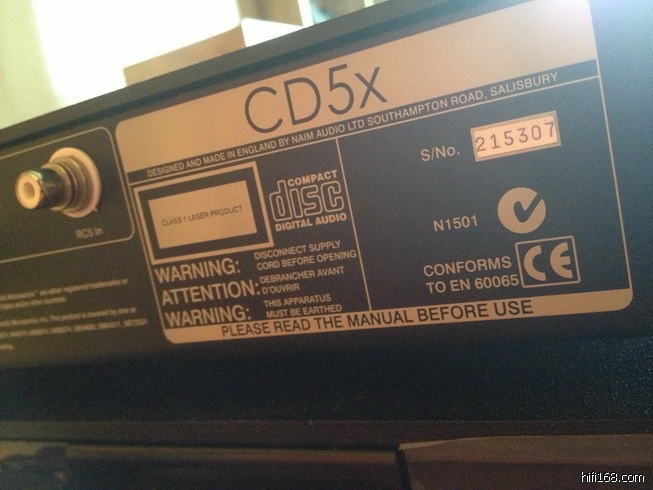 CD5x
DESIGNED AND MADE IN ENGLAND BY NAIM AUDIO LTD SOUTHAMPTON ROAD, SALISBURY
RC5 in
CLASS 1 LASER PRODUCT
COMPACT
disc
DIGITAL AUDIO
S/No. 215307
N1501
WARNING: DISCONNECT SUPPLY
CORD BEFORE OPENING
ATTENTION: DEBRANCHER AVANT
D'OUVRIR
WARNING: THIS APPARATUS
MUST BE EARTHED
CONFORMS
TO EN 60065
CE
PLEASE READ THE MANUAL BEFORE USE
hifi168.com